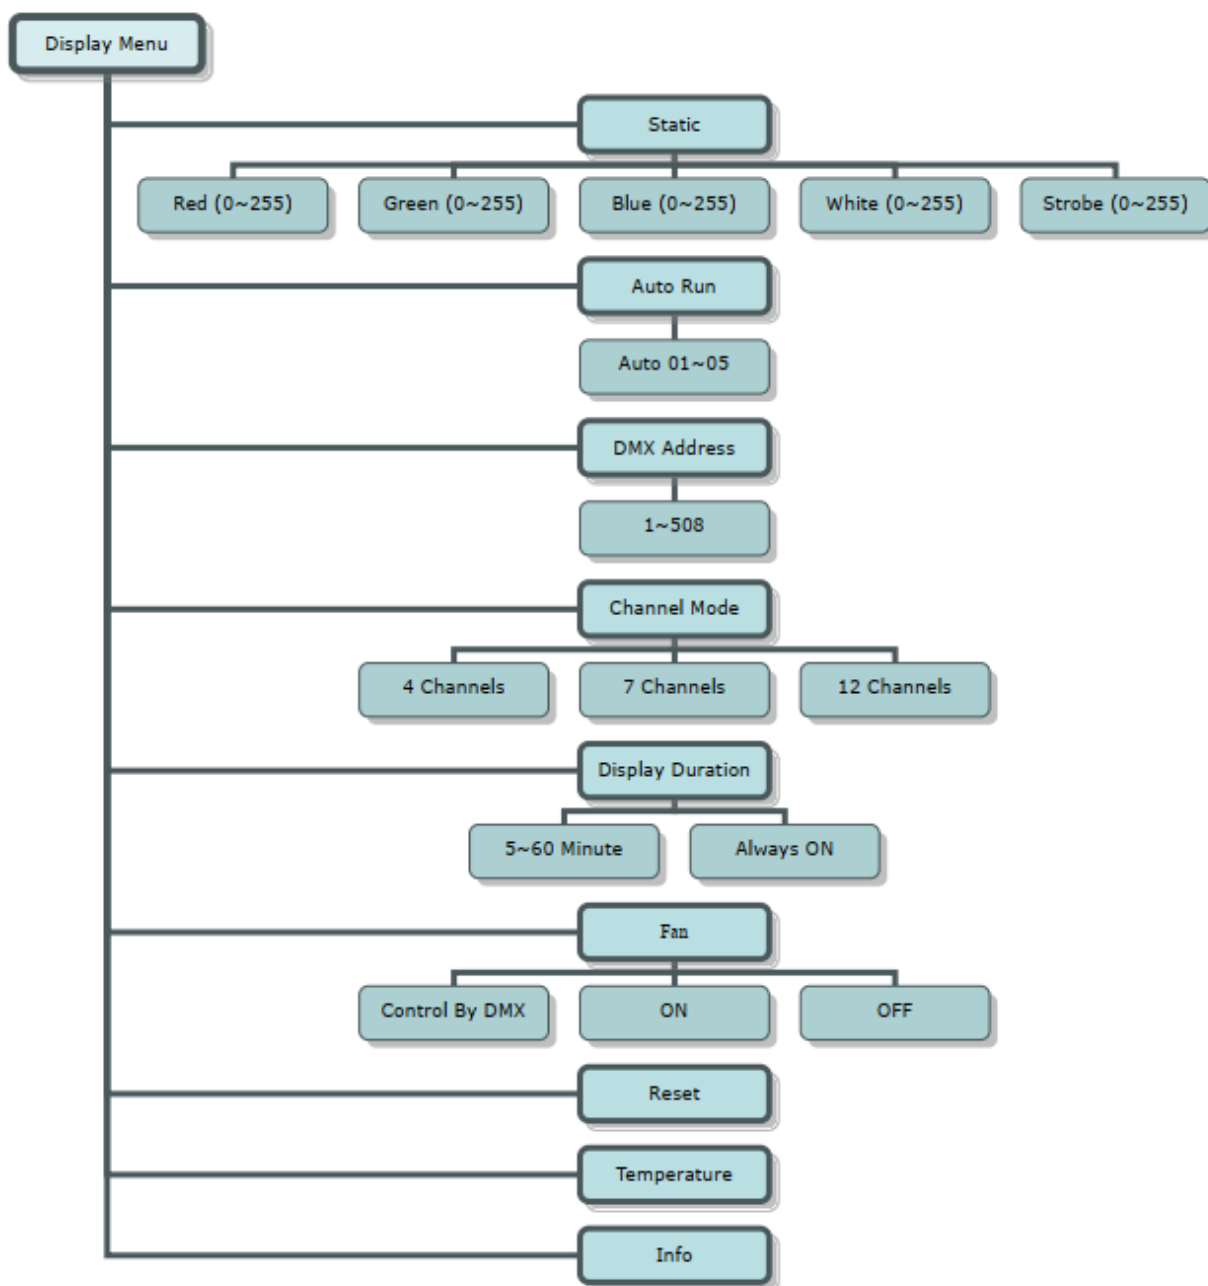 Display Menu
Static
Red (0~255)
Green (0~255)
Blue (0~255)
White (0~255)
Strobe (0~255)
Auto Run
Auto 01~05
DMX Address
1~508
Channel Mode
4 Channels
7 Channels
12 Channels
Display Duration
5~60 Minute
Always ON
Fan
Control By DMX
ON
OFF
Reset
Temperature
Info